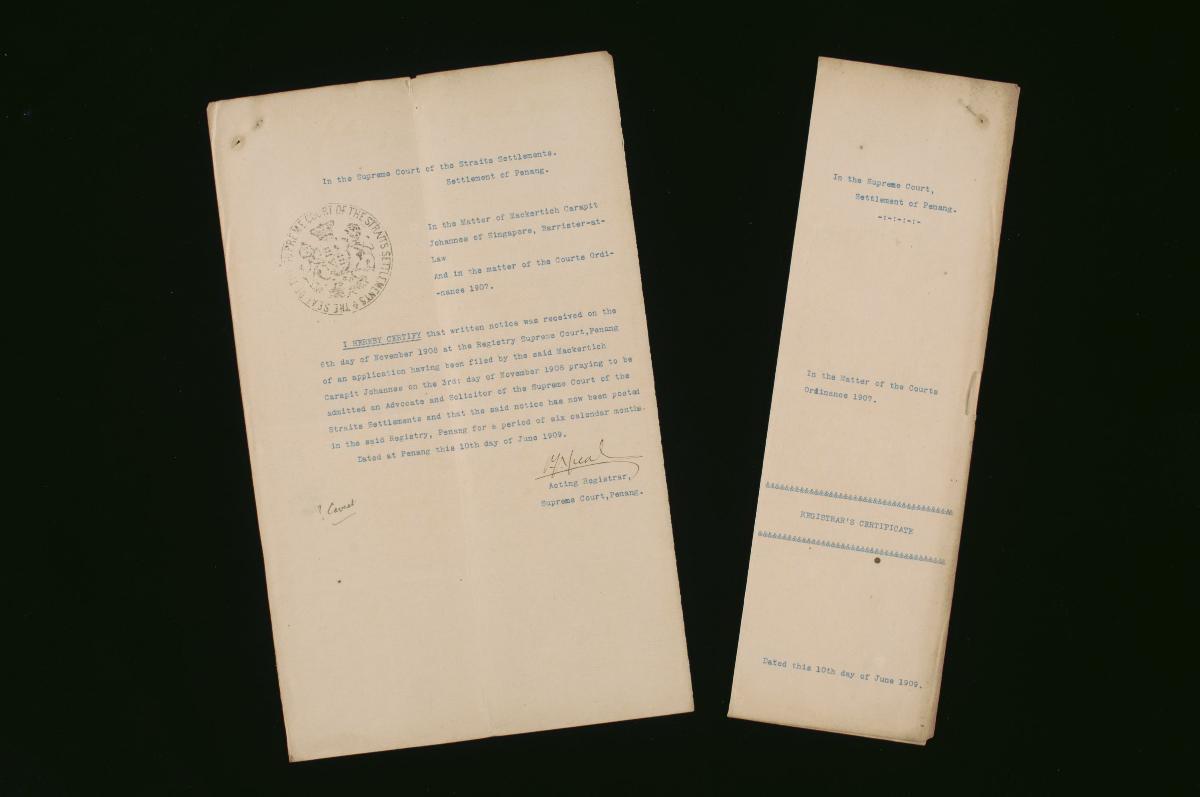 In the Supreme Court of the Straits Settlements.
Settlement of Penang.
SUPREME COURT OF THE STRAITS SETTLEMENTS & THE SEAL OF
In the Matter of Mackertich Carapit
Johannes of Singapore, Barrister-at-
Law
And in the matter of the Courts Ordi-
-nance 1907.
I HEREBY CERTIFY that written notice was received on the
6th day of November 1908 at the Registry Supreme Court,Penang
of an application having been filed by the said Mackertich
Carapit Johannes on the 3rd: day of November 1908 praying to be
admitted an Advocate and Solicitor of the Supreme Court of the
Straits Settlements and that the said notice has now been posted
in the said Registry, Penang for a period of six calendar months.
Dated at Penang this 10th day of June 1909.
Acting Registrar,
Supreme Court,Penang.
Caveat
In the Supreme Court,
Settlement of Penang.
-:-:-:-:-
In the Matter of the Courts
Ordinance 1907.
REGISTRAR'S CERTIFICATE
Dated this 10th day of June 1909.